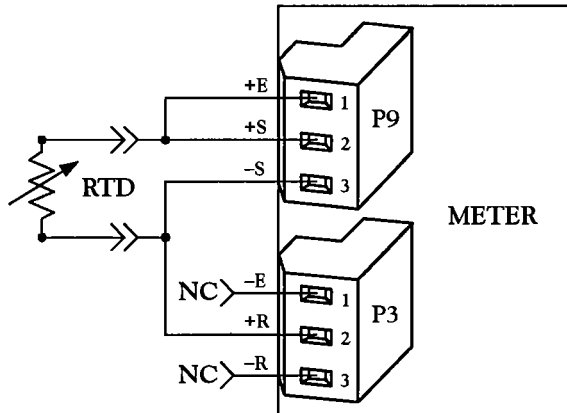 +E
1
P9
+S
2
-S
3
RTD
METER
NC
-E
1
P3
+R
2
NC
-R
3